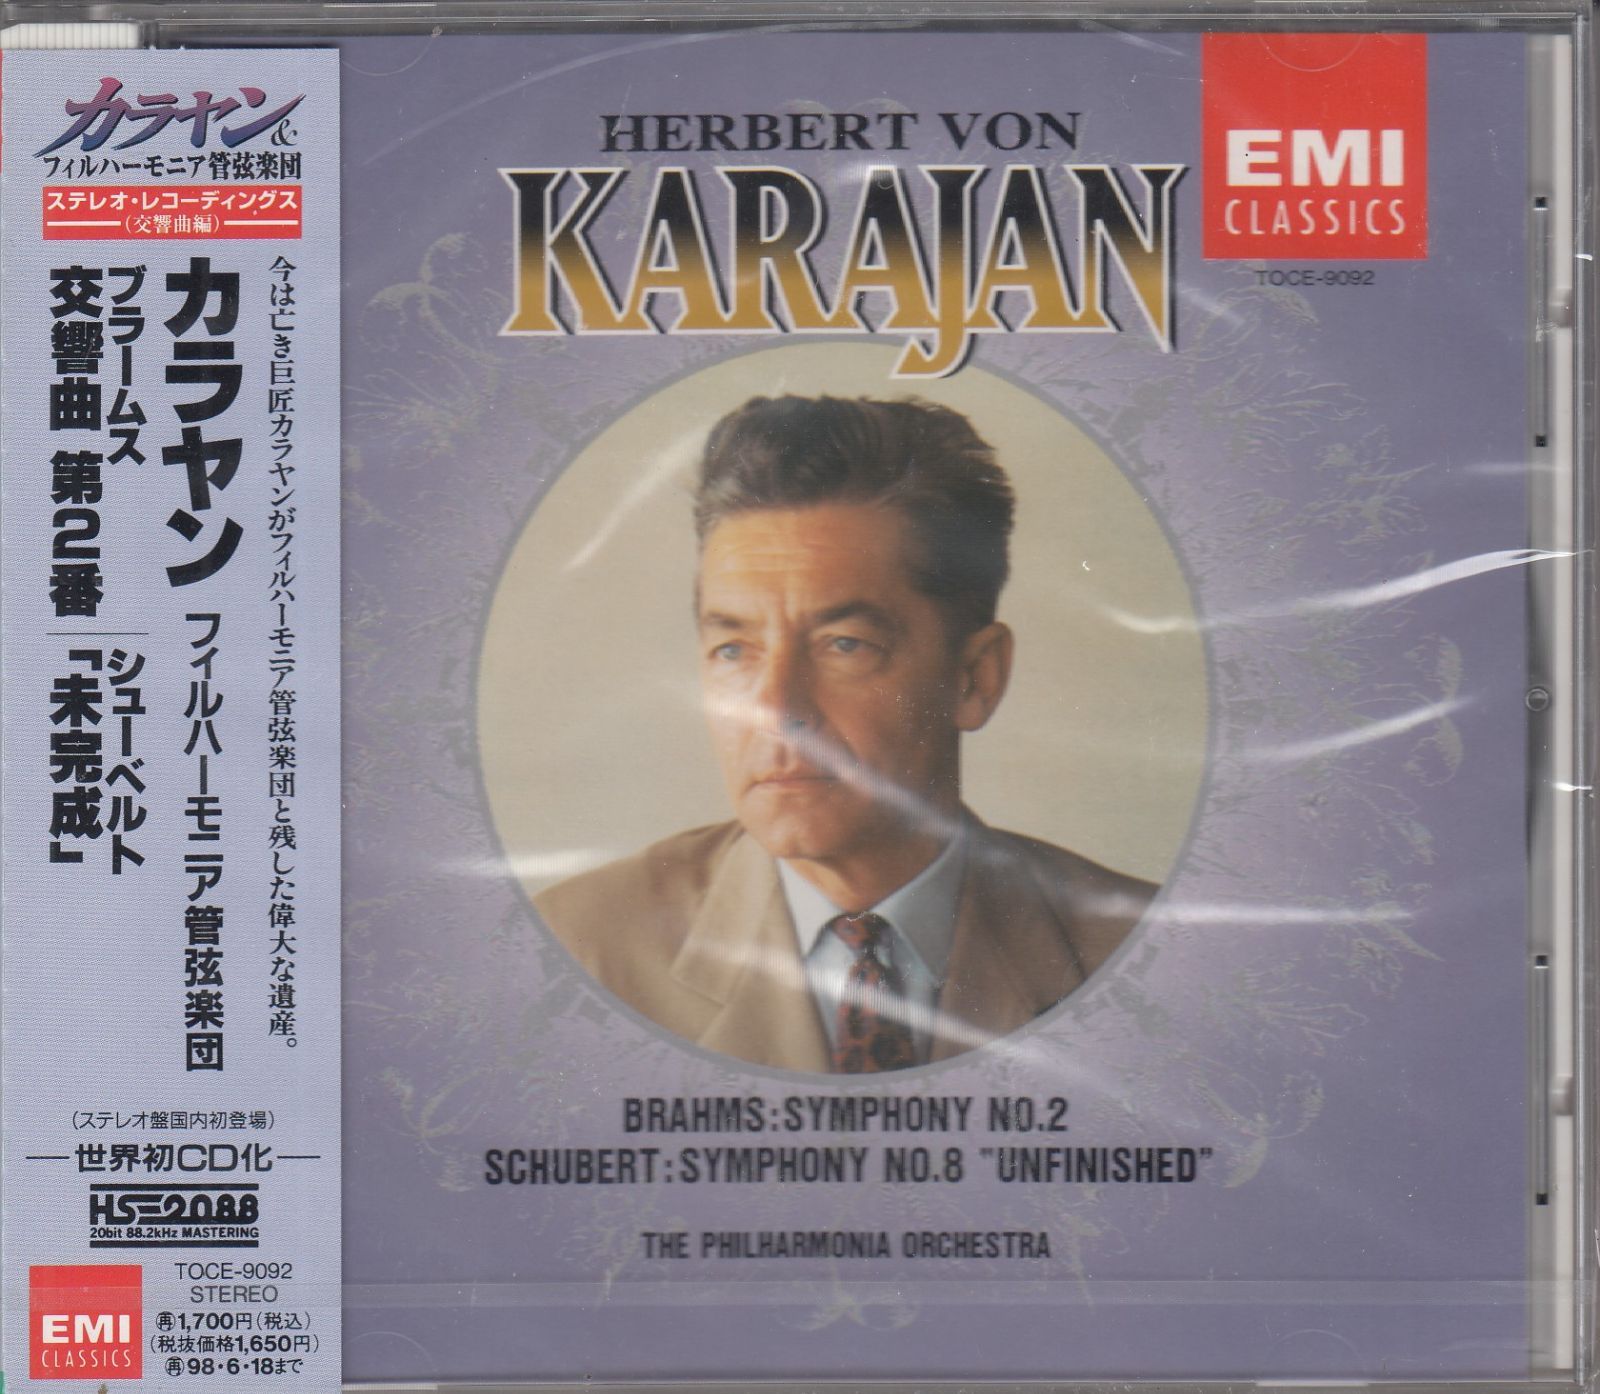 カラヤン&
フィルハーモニア管弦楽団
ステレオ・レコーディングス
(交響曲編)
今は亡き巨匠カラヤンがフィルハーモニア管弦楽団と残した偉大な遺産。
カラヤン フィルハーモニア管弦楽団
ブラームス
交響曲 第2番
シューベルト
「未完成」
(ステレオ盤国内初登場)
世界初CD化
HS-2088
20bit 88.2kHz MASTERING
EMI
CLASSICS
TOCE-9092
STEREO
再1,700円(税込)
(税抜価格1,650円)
再98・6・18まで
HERBERT VON
KARAJAN
EMI
CLASSICS
TOCE-9092
BRAHMS:SYMPHONY NO.2
SCHUBERT:SYMPHONY NO.8 "UNFINISHED"
THE PHILHARMONIA ORCHESTRA